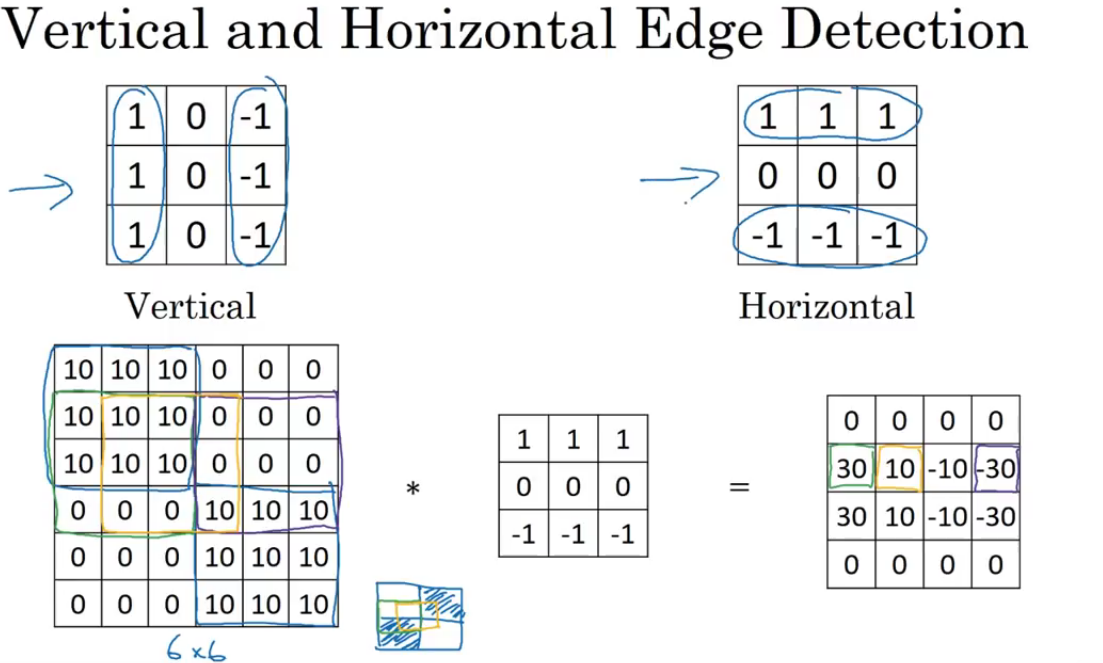 Vertical and Horizontal Edge Detection
1 0 -1
1 0 -1
1 0 -1
Vertical
1 1 1
0 0 0
-1 -1 -1
Horizontal
10 10 10 0 0 0
10 10 10 0 0 0
10 10 10 0 0 0
0 0 0 10 10 10
0 0 0 10 10 10
0 0 0 10 10 10
6 x 6
*
1 1 1
0 0 0
-1 -1 -1
=
0 0 0 0
30 10 -10 -30
30 10 -10 -30
0 0 0 0